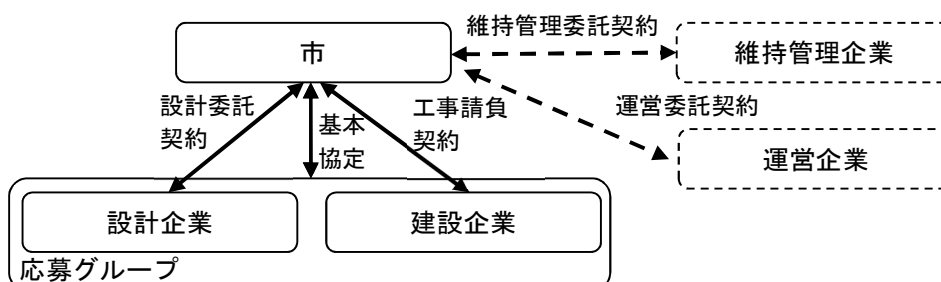 維持管理委託契約
市
維持管理企業
設計委託
契約
基本
協定
工事請負
契約
運営委託契約
運営企業
設計企業
建設企業
応募グループ